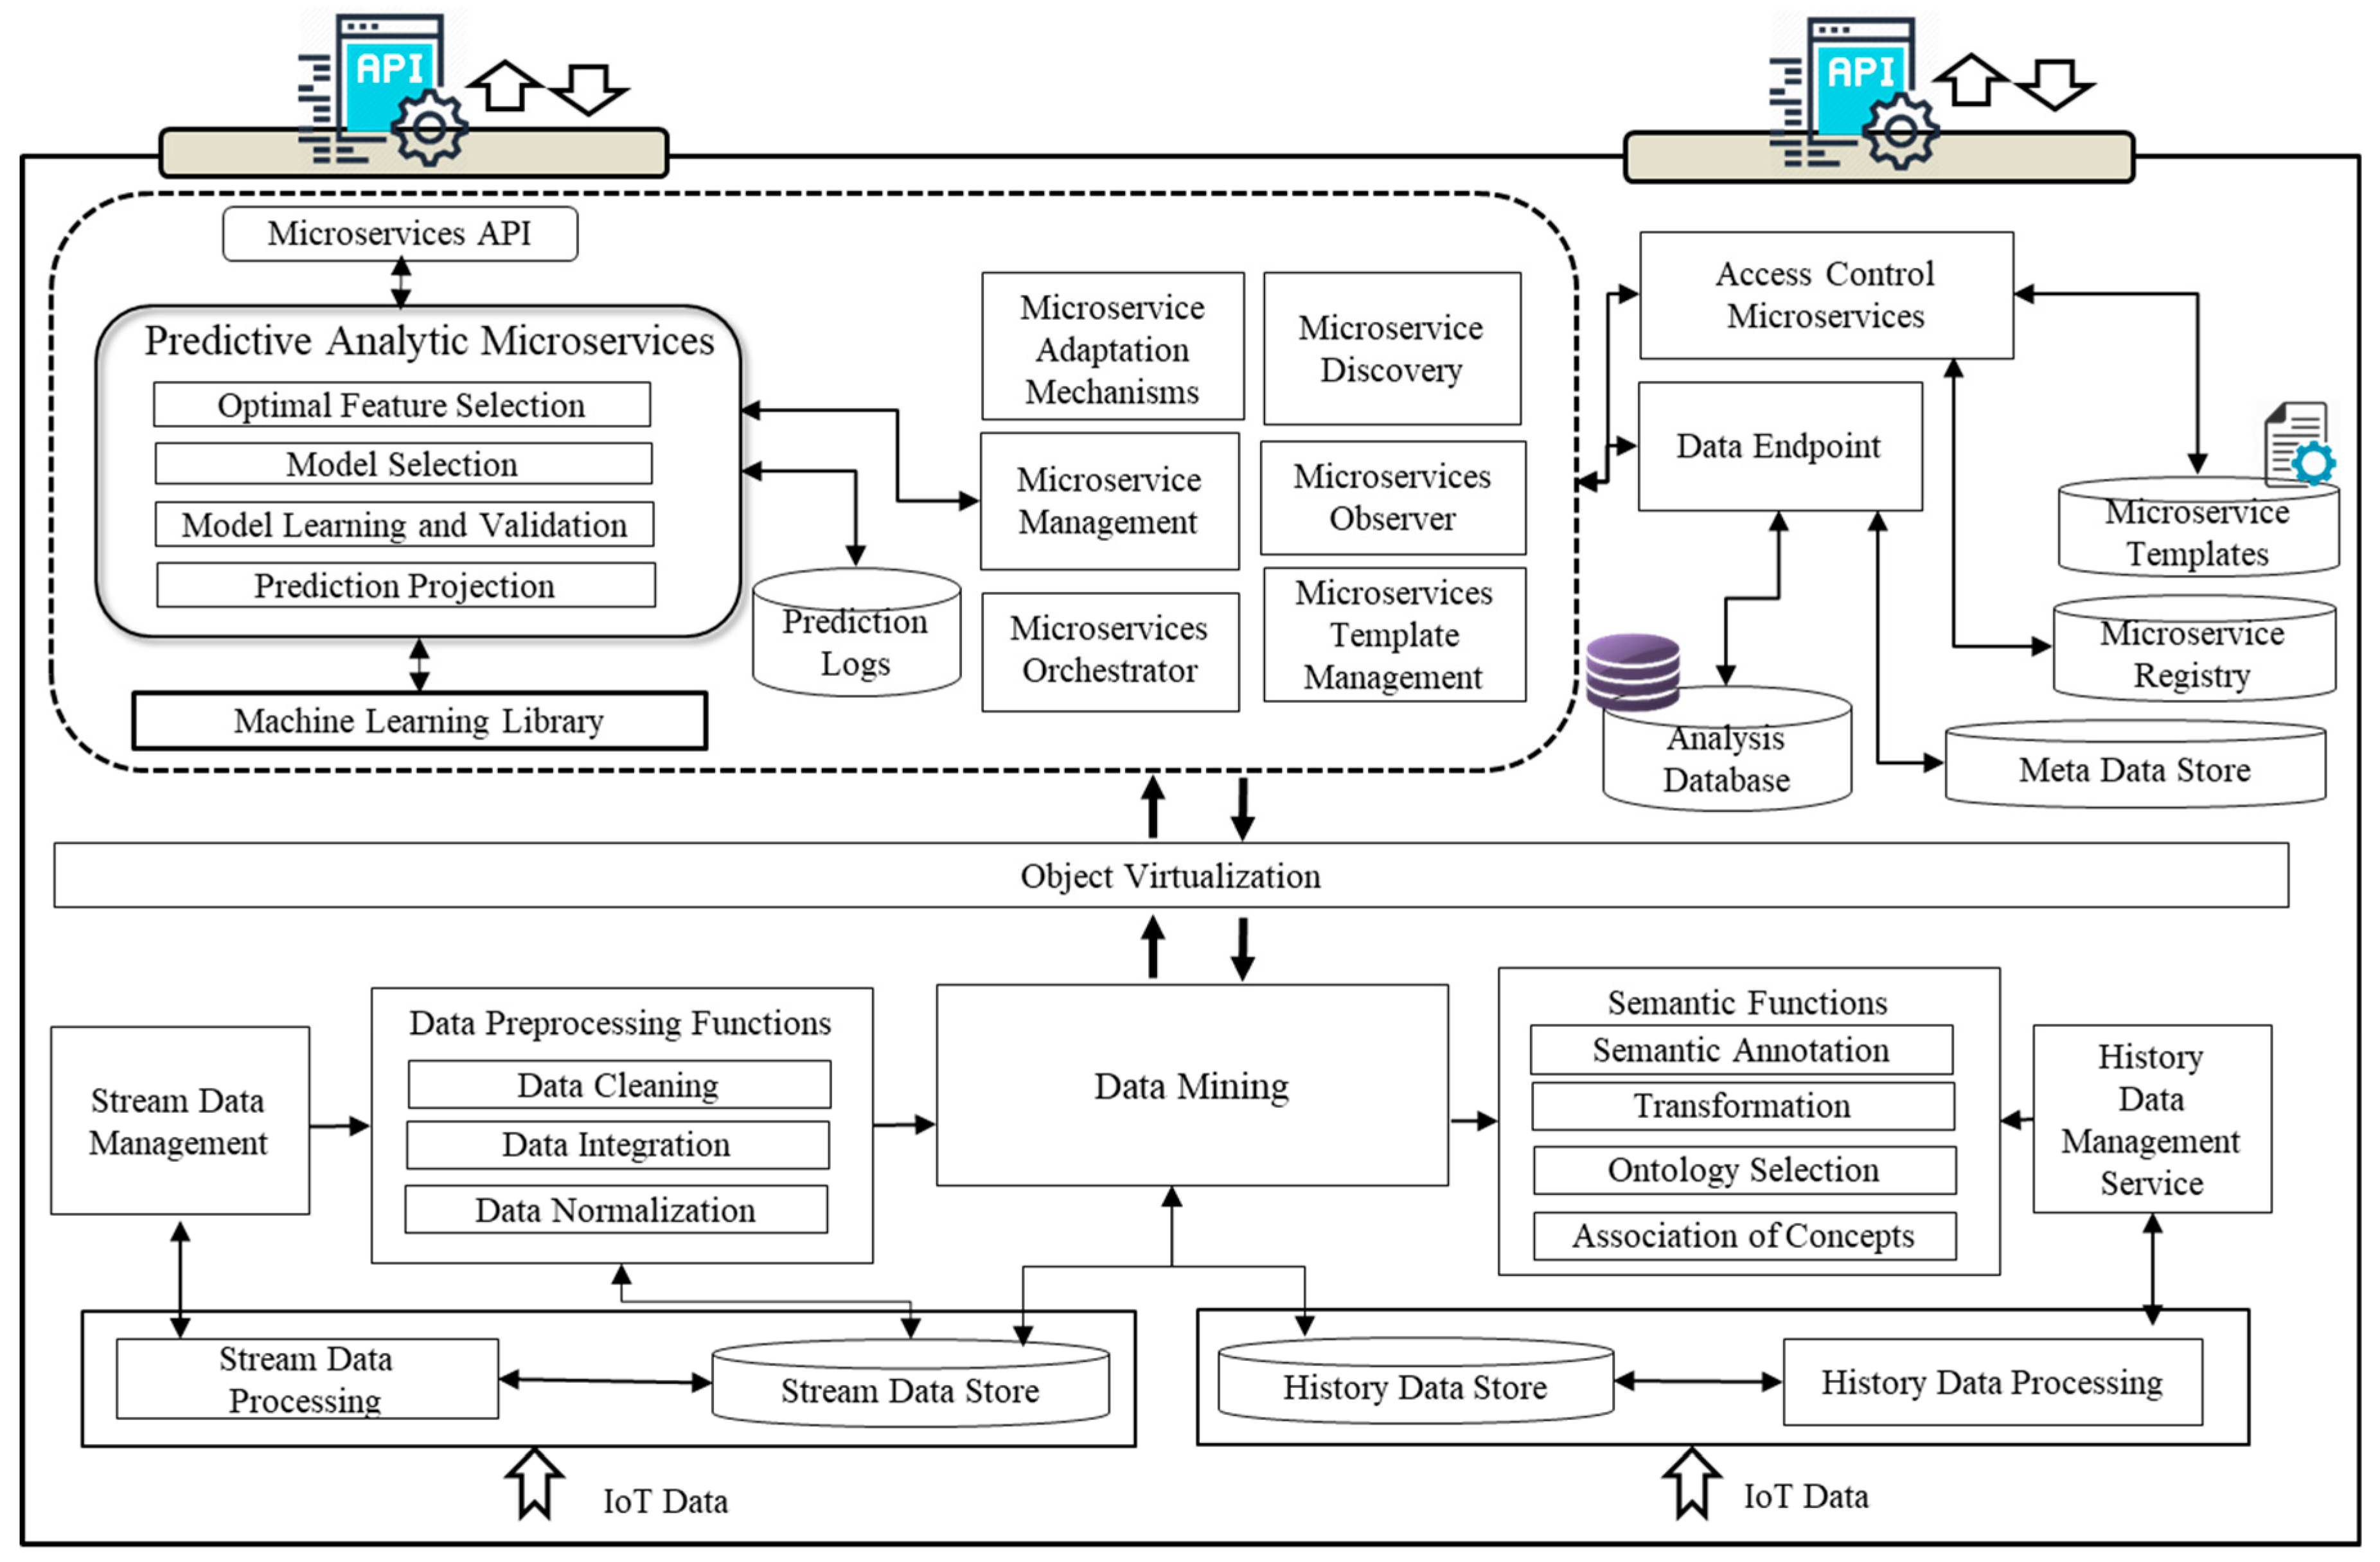 API
API
Microservices API
Predictive Analytic Microservices
Optimal Feature Selection
Model Selection
Model Learning and Validation
Prediction Projection
Machine Learning Library
Prediction
Logs
Microservice
Adaptation
Mechanisms
Microservice
Discovery
Microservice
Management
Microservices
Observer
Microservices
Orchestrator
Microservices
Template
Management
Access Control
Microservices
Data Endpoint
Microservice
Templates
Microservice
Registry
Analysis
Database
Meta Data Store
Object Virtualization
Stream Data
Management
Data Preprocessing Functions
Data Cleaning
Data Integration
Data Normalization
Data Mining
Semantic Functions
Semantic Annotation
Transformation
Ontology Selection
Association of Concepts
History
Data
Management
Service
Stream Data
Processing
Stream Data Store
History Data Store
History Data Processing
IoT Data
IoT Data